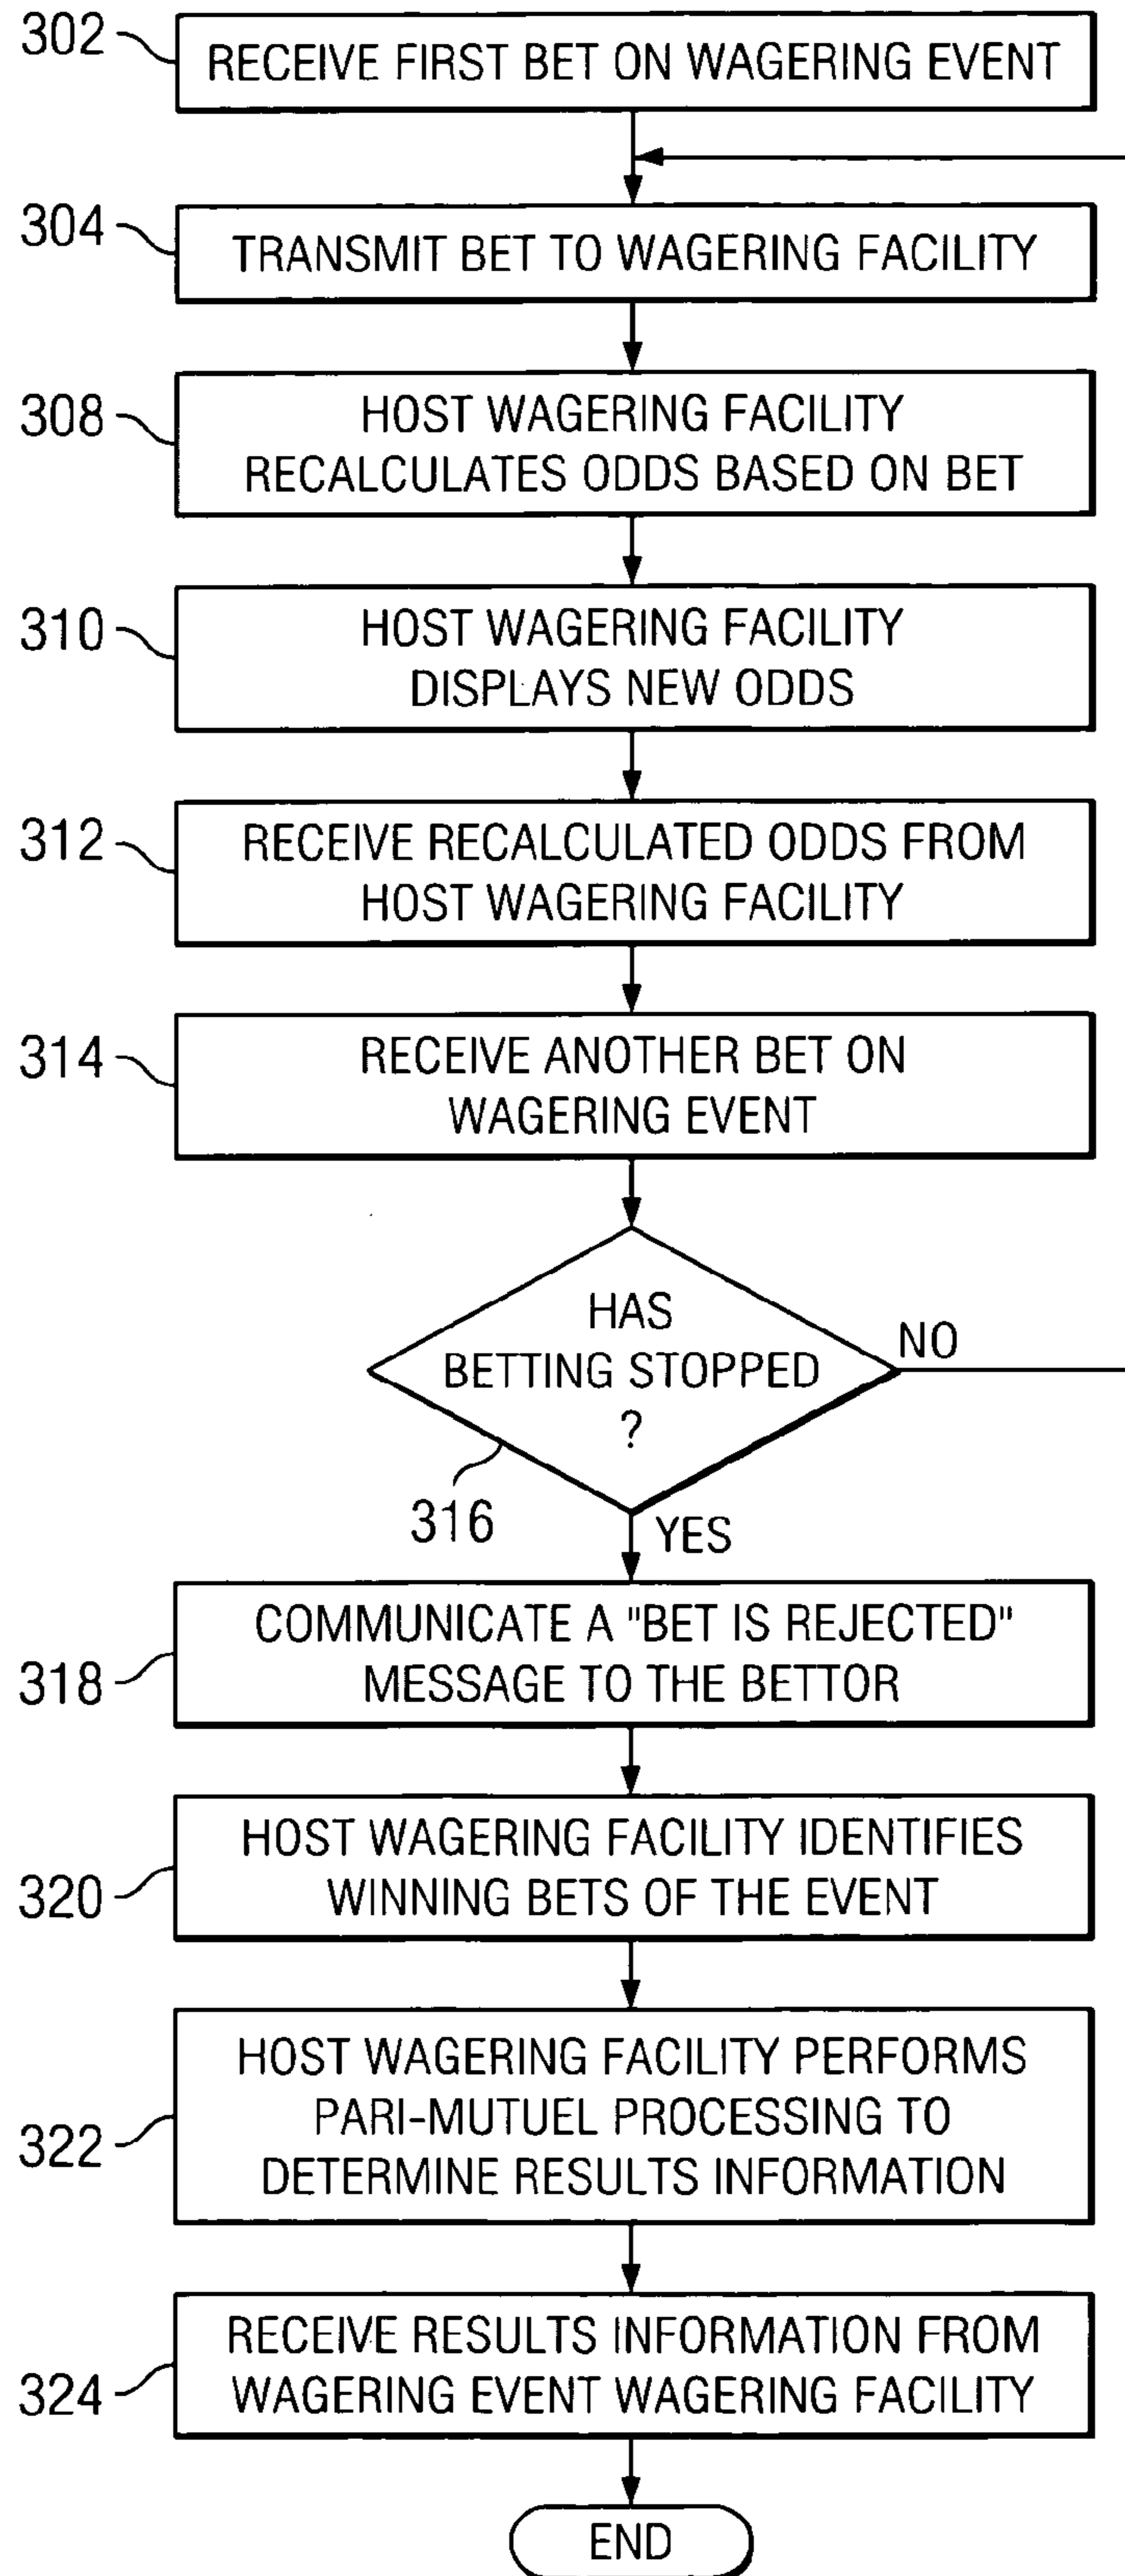 302
RECEIVE FIRST BET ON WAGERING EVENT
304
TRANSMIT BET TO WAGERING FACILITY
308
HOST WAGERING FACILITY
RECALCULATES ODDS BASED ON BET
310
HOST WAGERING FACILITY
DISPLAYS NEW ODDS
312
RECEIVE RECALCULATED ODDS FROM
HOST WAGERING FACILITY
314
RECEIVE ANOTHER BET ON
WAGERING EVENT
HAS
BETTING STOPPED
?
NO
316
YES
COMMUNICATE A "BET IS REJECTED"
MESSAGE TO THE BETTOR
318
HOST WAGERING FACILITY IDENTIFIES
WINNING BETS OF THE EVENT
320
HOST WAGERING FACILITY PERFORMS
PARI-MUTUEL PROCESSING TO
DETERMINE RESULTS INFORMATION
322
RECEIVE RESULTS INFORMATION FROM
WAGERING EVENT WAGERING FACILITY
324
END